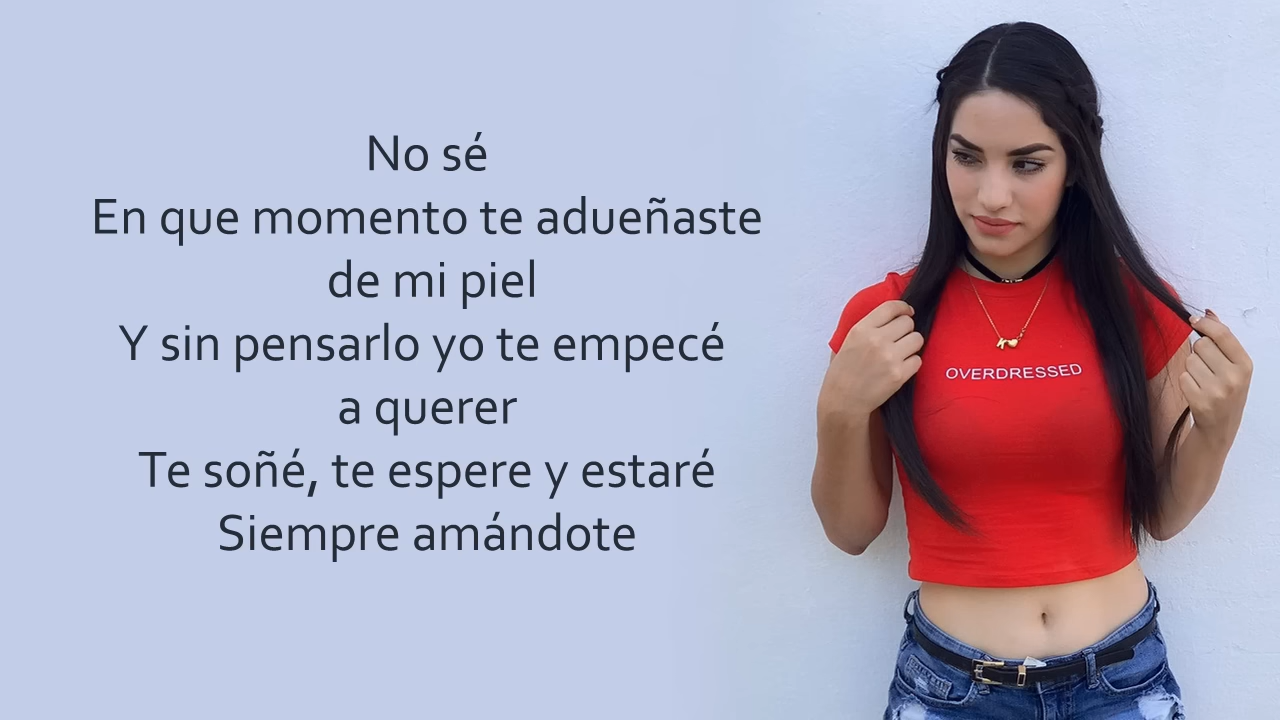 No sé
En que momento te adueñaste
de mi piel
Y sin pensarlo yo te empecé
a querer
Te soñé, te espere y estaré
Siempre amándote
OVERDRESSED